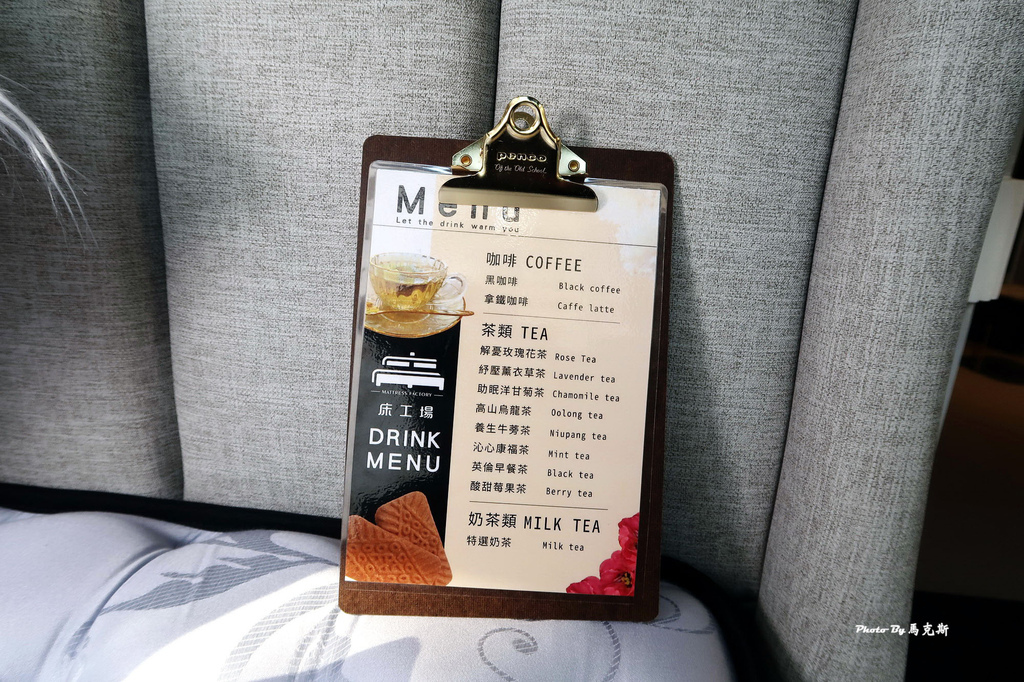 penco
Of the Old School.
Menu
Let the drink warm you
咖啡 COFFEE
黑咖啡 Black coffee
拿鐵咖啡 Caffe latte
茶類 TEA
解憂玫瑰花茶 Rose Tea
紓壓薰衣草茶 Lavender tea
助眠洋甘菊茶 Chamomile tea
高山烏龍茶 Oolong tea
養生牛蒡茶 Niupang tea
沁心康福茶 Mint tea
英倫早餐茶 Black tea
酸甜莓果茶 Berry tea
奶茶類 MILK TEA
特選奶茶 Milk tea
MATTRESS FACTORY
床工場
DRINK
MENU
Photo By 馬克斯